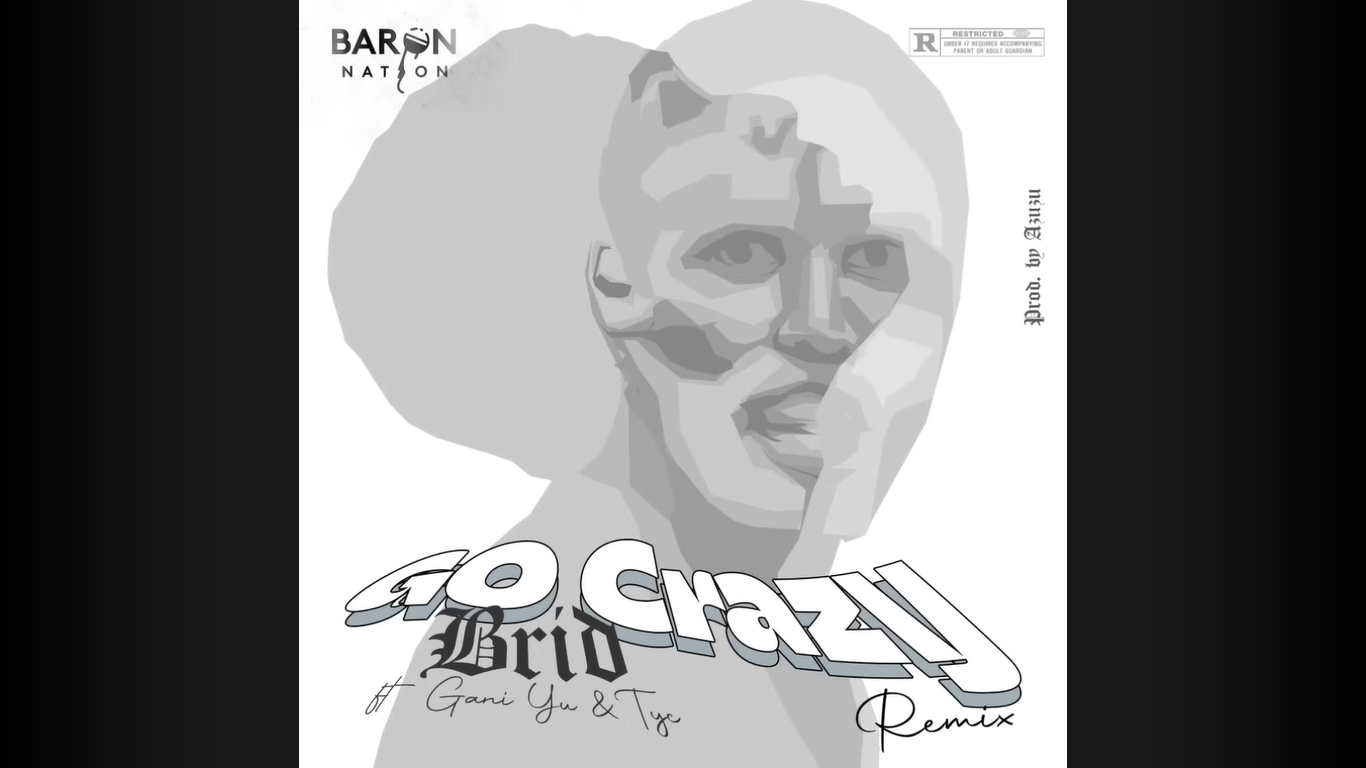 BARON
NATION
R
RESTRICTED
UNDER 17 REQUIRES ACCOMPANYING
PARENT OR ADULT GUARDIAN
Prod. by Azuzu
Go Crazy
Brid
ft Gani Yu & Tyc
Remix